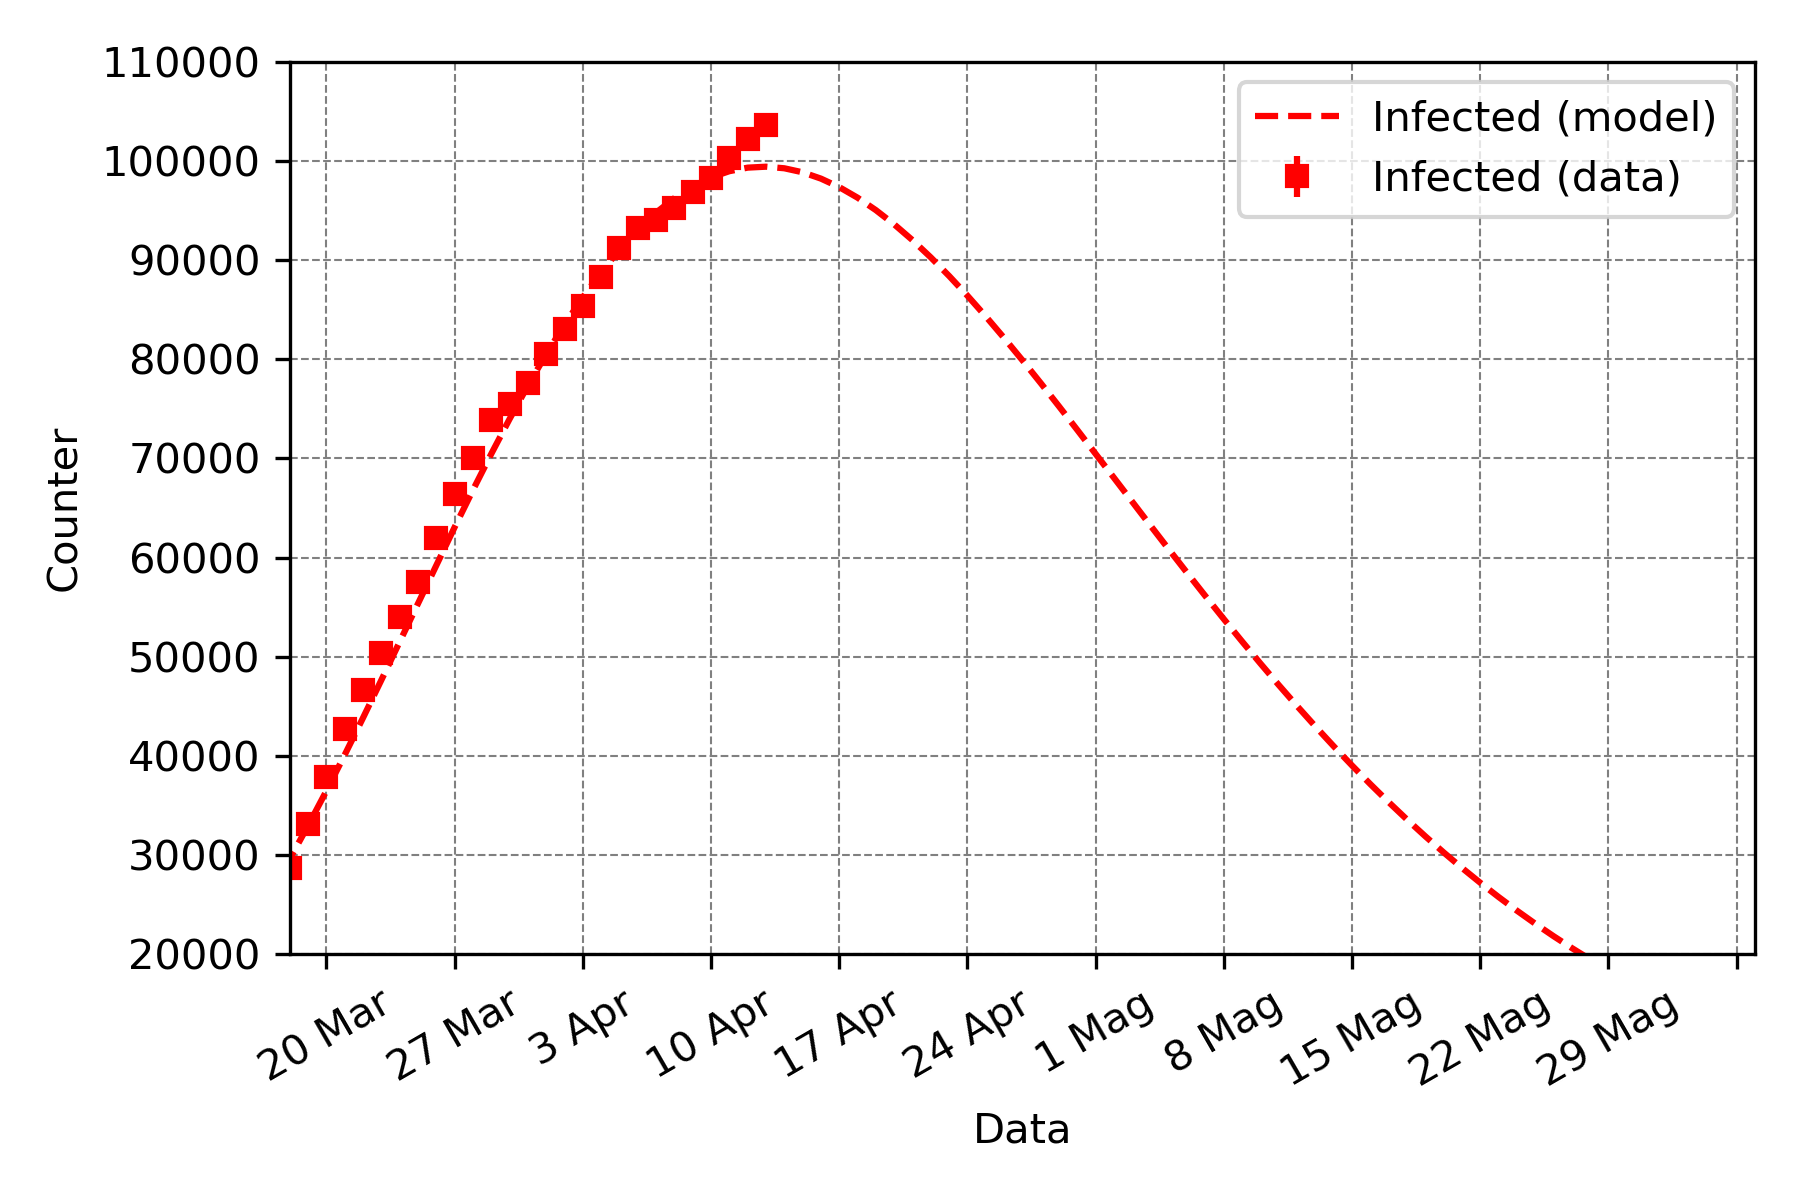 110000
100000
90000
80000
70000
60000
50000
40000
30000
20000
Counter
Infected (model)
Infected (data)
20 Mar
27 Mar
3 Apr
10 Apr
17 Apr
24 Apr
1 Mag
8 Mag
15 Mag
22 Mag
29 Mag
Data